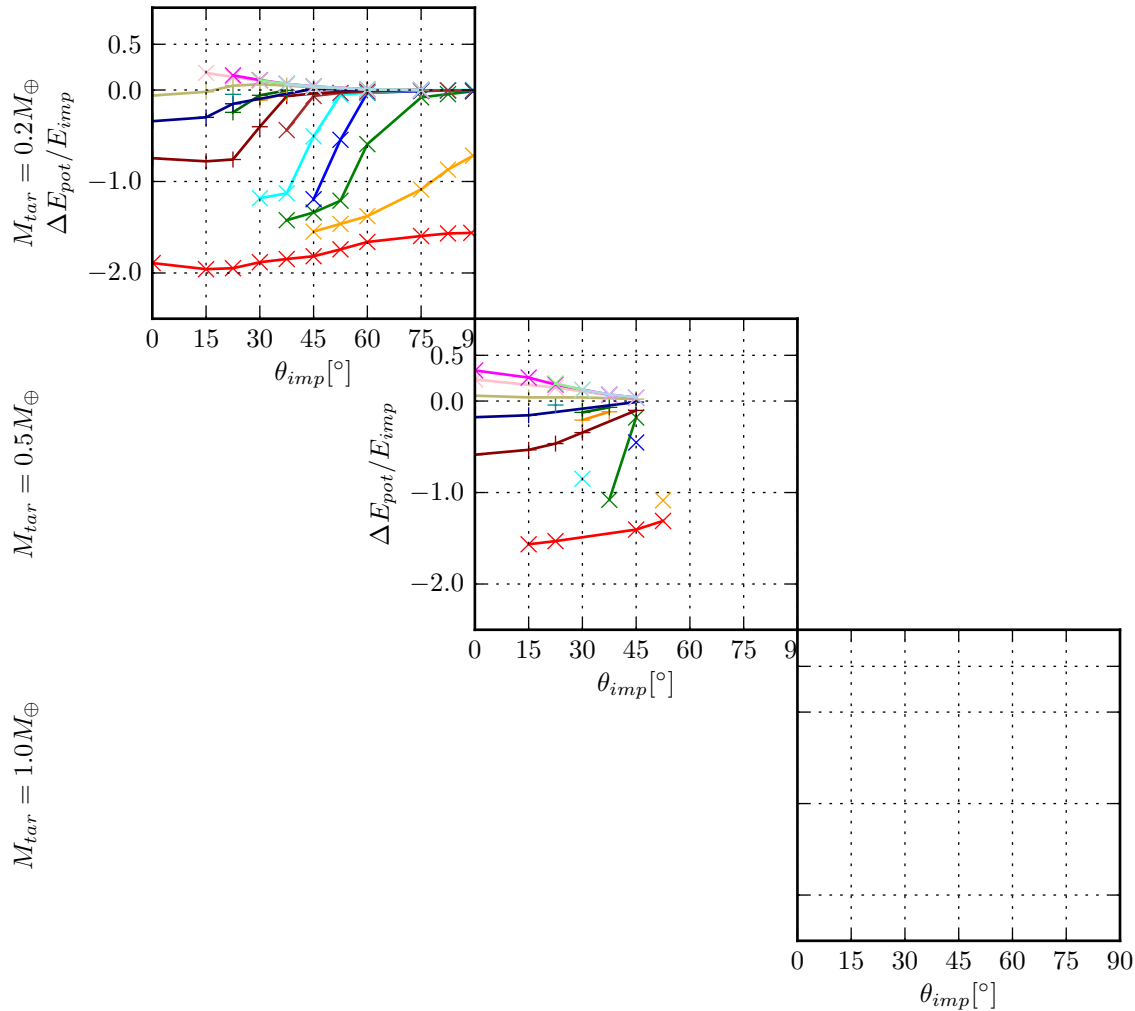 M_{tar} = 0.2M_⊕
ΔE_{pot}/E_{imp}
0.5
0.0
−1.0
−2.0
0 15 30 45 60 75 90
θ_{imp}[°]
M_{tar} = 0.5M_⊕
ΔE_{pot}/E_{imp}
0.5
0.0
−1.0
−2.0
0 15 30 45 60 75 9
θ_{imp}[°]
M_{tar} = 1.0M_⊕
0 15 30 45 60 75 90
θ_{imp}[°]